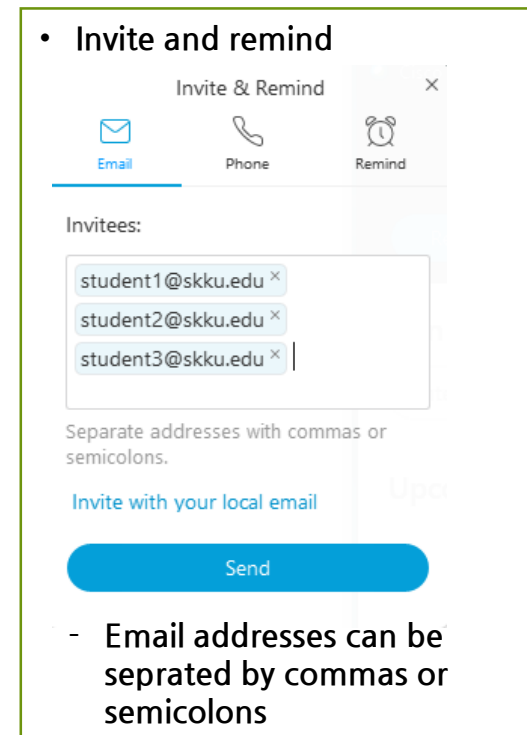 • Invite and remind
Invite & Remind ×
Email Phone Remind
Invitees:
student1@skku.edu ×
student2@skku.edu ×
student3@skku.edu ×
Separate addresses with commas or
semicolons.
Upc
Invite with your local email
Send
- Email addresses can be
seprated by commas or
semicolons